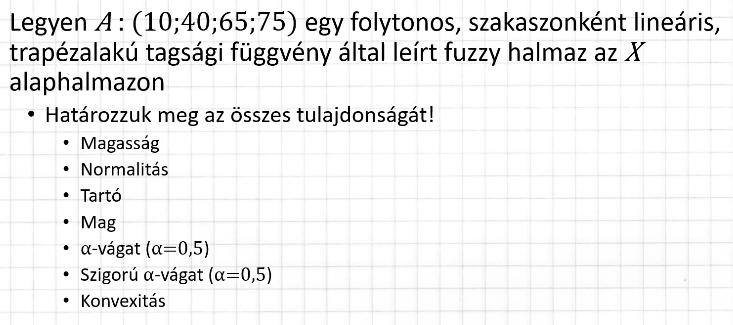 Legyen A : (10;40;65;75) egy folytonos, szakaszonként lineáris,
trapézalakú tagsági függvény által leírt fuzzy halmaz az X
alaphalmazon
• Határozzuk meg az összes tulajdonságát!
• Magasság
• Normalitás
• Tartó
• Mag
• α-vágat (α=0,5)
• Szigorú α-vágat (α=0,5)
• Konvexitás